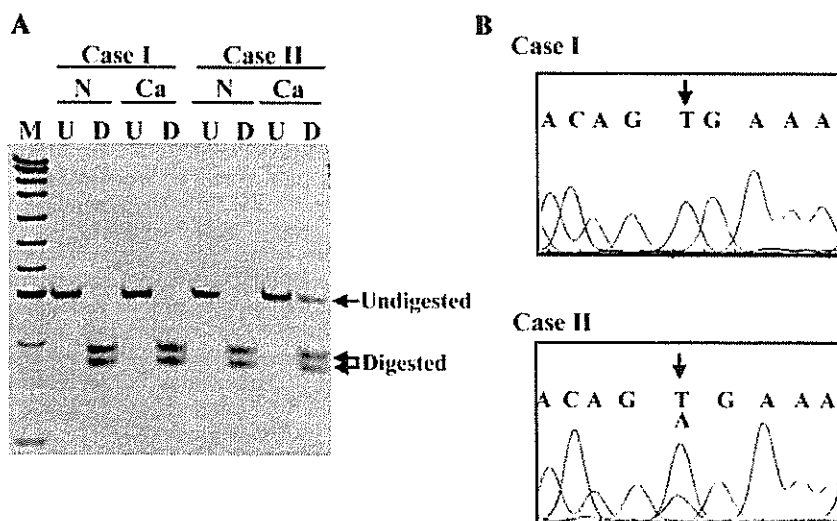 A
Case I Case II
N Ca N Ca
M U D U D U D U D
Undigested
Digested
B
Case I
A C A G T G A A A
Case II
A C A G T G A A A
A